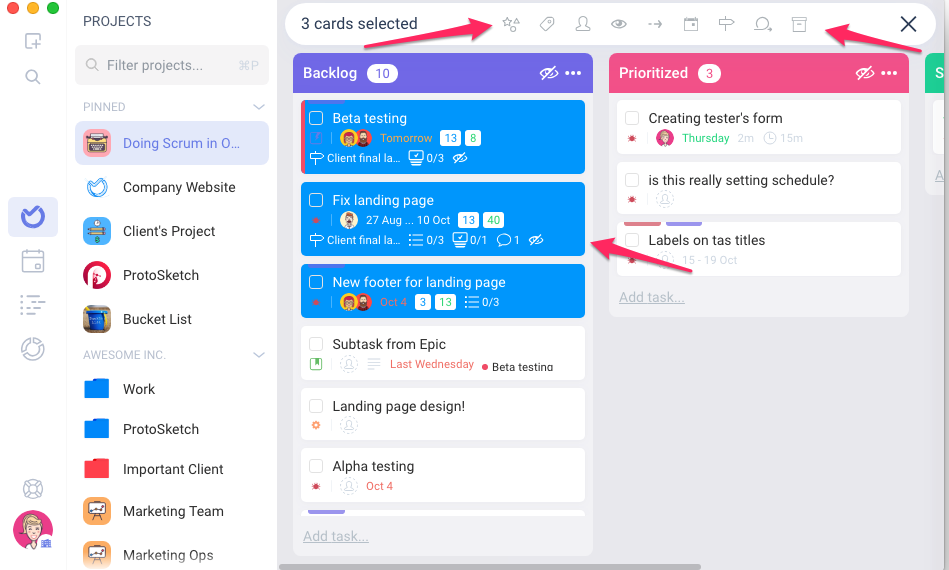 PROJECTS
Filter projects...
⌘P
PINNED
Doing Scrum in O...
Company Website
Client's Project
ProtoSketch
Bucket List
AWESOME INC.
Work
ProtoSketch
Important Client
Marketing Team
Marketing Ops
3 cards selected
Backlog 10
Beta testing
Tomorrow 13 8
Client final la... 0/3
Fix landing page
27 Aug ... 10 Oct 13 40
Client final la... 0/3 0/1 1
New footer for landing page
Oct 4 3 13 0/3
Subtask from Epic
Last Wednesday Beta testing
Landing page design!
Alpha testing
Oct 4
Add task...
Prioritized 3
Creating tester's form
Thursday 2m 15m
is this really setting schedule?
Labels on tas titles
15 - 19 Oct
Add task...
S
A